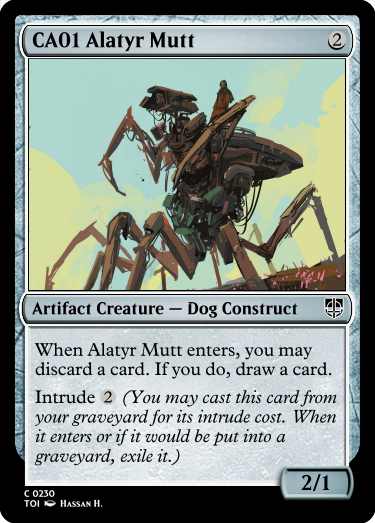 CA01 Alatyr Mutt 2
Artifact Creature — Dog Construct
When Alatyr Mutt enters, you may
discard a card. If you do, draw a card.
Intrude 2 (You may cast this card from
your graveyard for its intrude cost. When
it enters or if it would be put into a
graveyard, exile it.)
2/1
C 0230
TOI Hassan H.